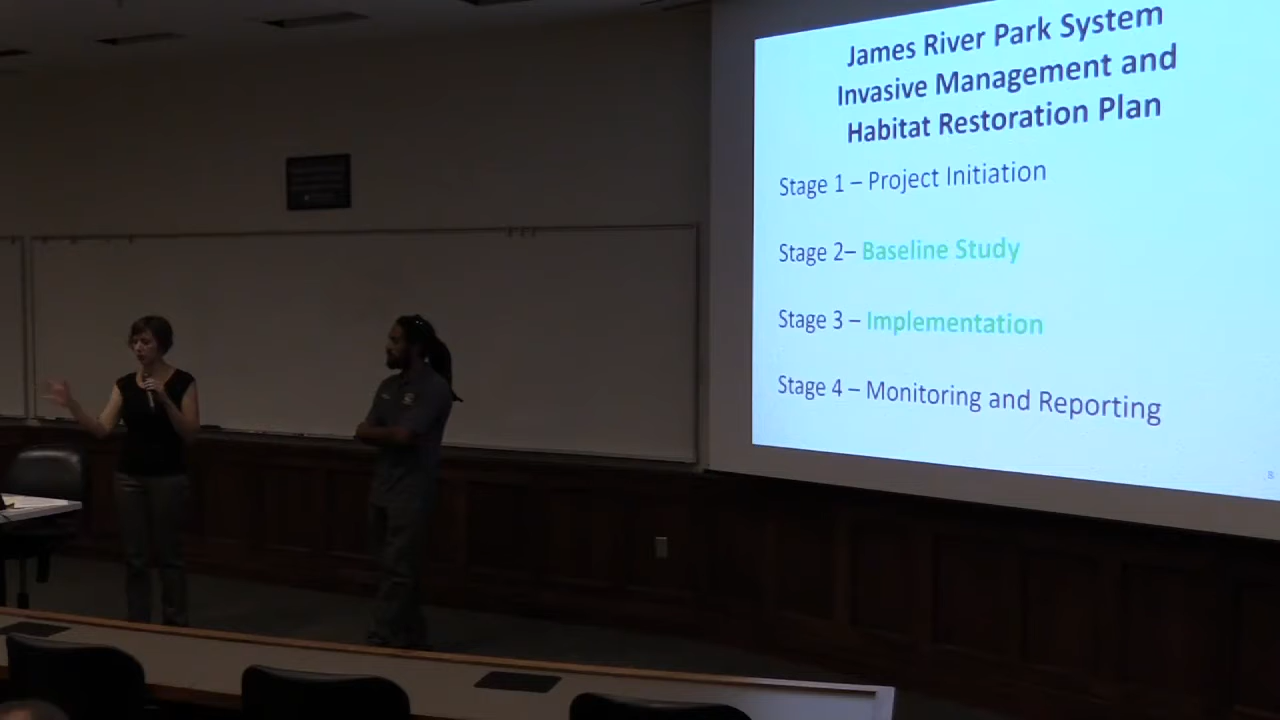 James River Park System
Invasive Management and
Habitat Restoration Plan
Stage 1 – Project Initiation
Stage 2– Baseline Study
Stage 3 – Implementation
Stage 4 – Monitoring and Reporting
8